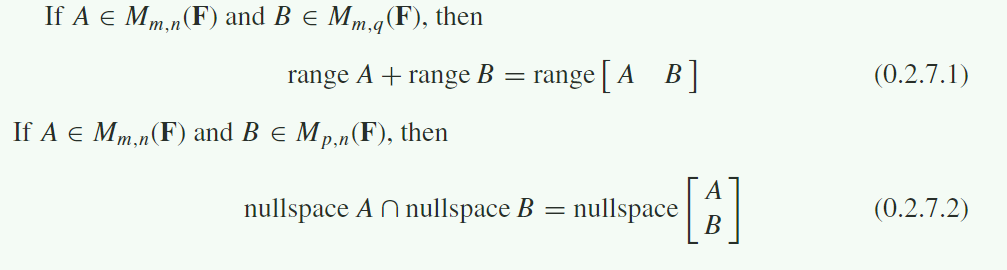 If A ∈ M_{m,n}(F) and B ∈ M_{m,q}(F), then
range A + range B = range [ A B ] (0.2.7.1)
If A ∈ M_{m,n}(F) and B ∈ M_{p,n}(F), then
nullspace A ∩ nullspace B = nullspace [ A
B ] (0.2.7.2)